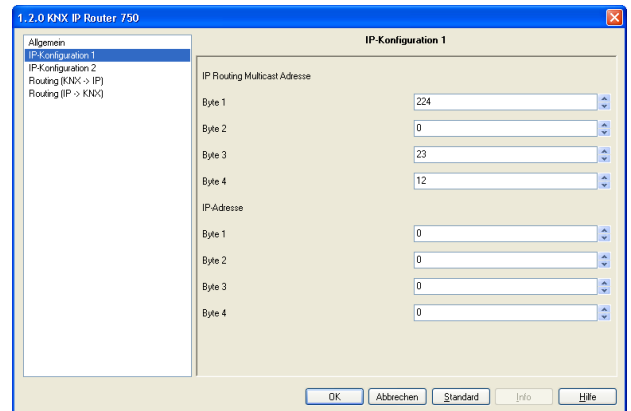 1.2.0 KNX IP Router 750
Allgemein
IP-Konfiguration 1
IP-Konfiguration 2
Routing (KNX -> IP)
Routing (IP -> KNX)
IP-Konfiguration 1
IP Routing Multicast Adresse
Byte 1 224
Byte 2 0
Byte 3 23
Byte 4 12
IP-Adresse
Byte 1 0
Byte 2 0
Byte 3 0
Byte 4 0
OK Abbrechen Standard Info Hilfe